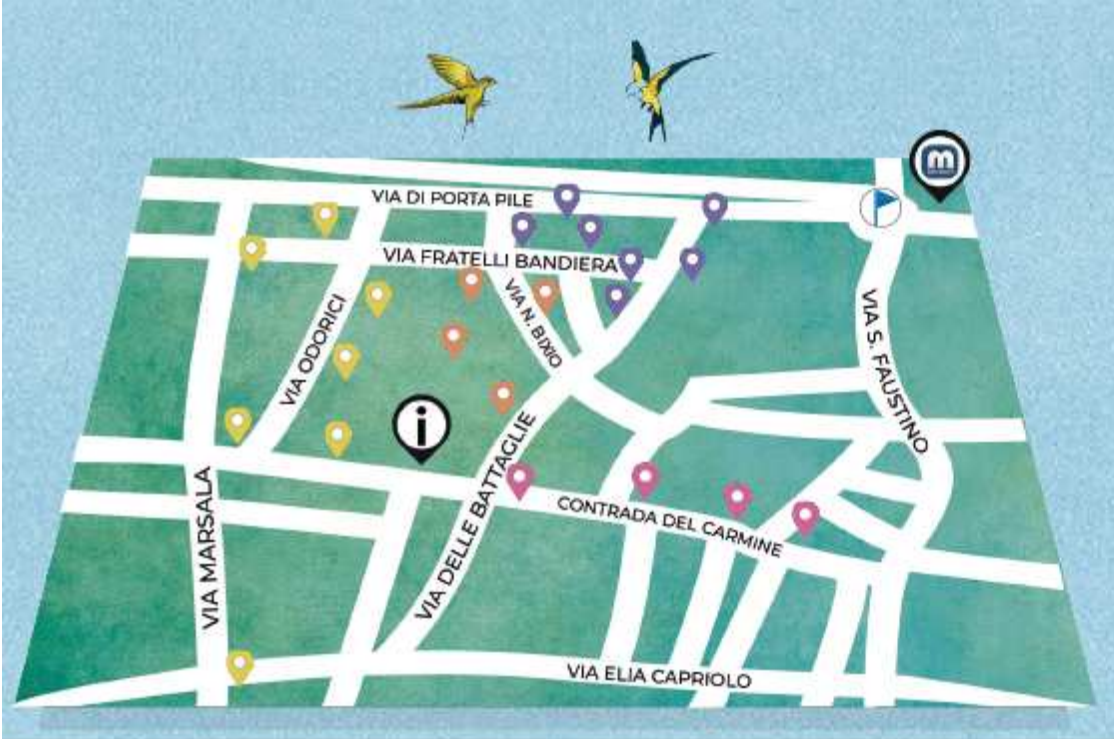 m
VIA DI PORTA PILE
VIA FRATELLI BANDIERA
VIA N. BIXIO
VIA ODORICI
VIA S. FAUSTINO
i
VIA DELLE BATTAGLIE
VIA MARSALA
CONTRADA DEL CARMINE
VIA ELIA CAPRIOLO